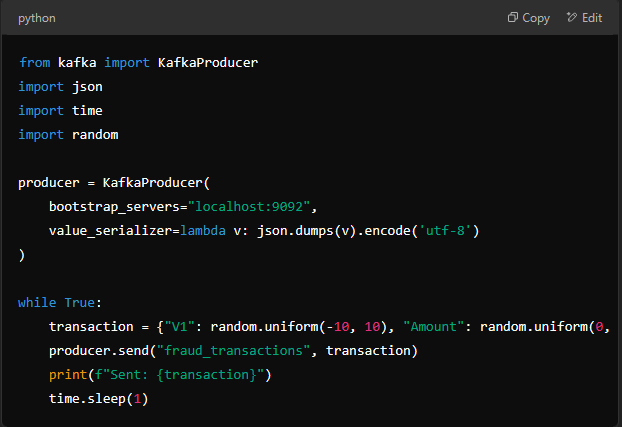 python
Copy
Edit
from kafka import KafkaProducer
import json
import time
import random
producer = KafkaProducer(
    bootstrap_servers="localhost:9092",
    value_serializer=lambda v: json.dumps(v).encode('utf-8')
)
while True:
    transaction = {"V1": random.uniform(-10, 10), "Amount": random.uniform(0,
    producer.send("fraud_transactions", transaction)
    print(f"Sent: {transaction}")
    time.sleep(1)